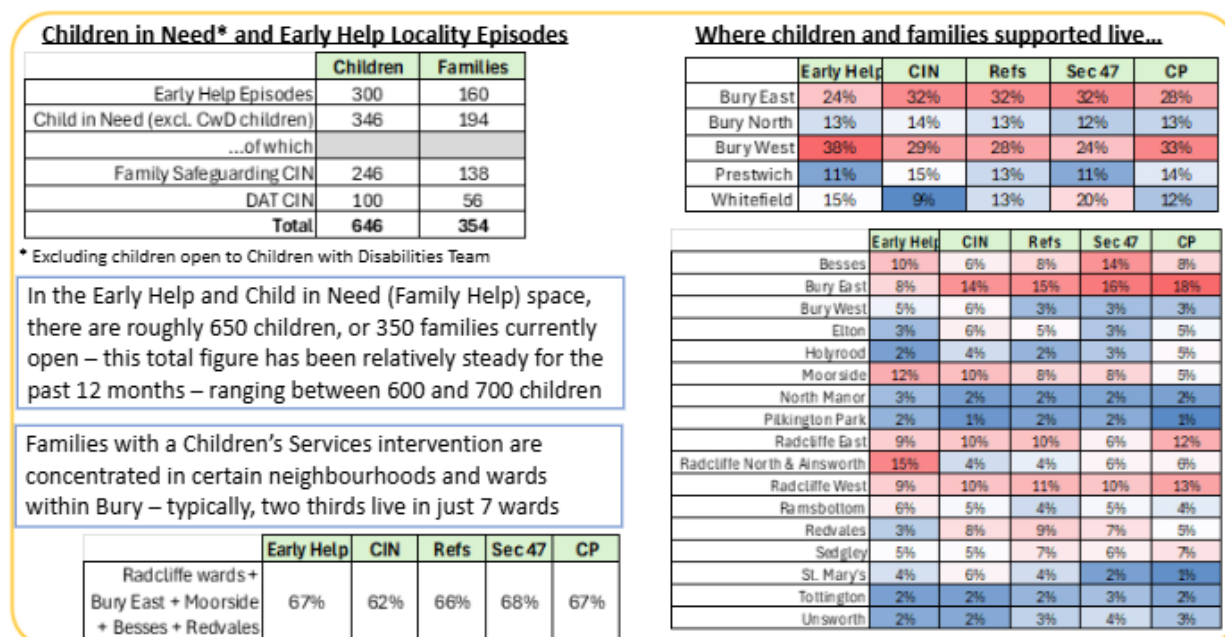 Children in Need* and Early Help Locality Episodes
Children Families
Early Help Episodes 300 160
Child in Need (excl. CwD children) 346 194
...of which
Family Safeguarding CIN 246 138
DAT CIN 100 56
Total 646 354
* Excluding children open to Children with Disabilities Team
In the Early Help and Child in Need (Family Help) space,
there are roughly 650 children, or 350 families currently
open – this total figure has been relatively steady for the
past 12 months – ranging between 600 and 700 children
Families with a Children's Services intervention are
concentrated in certain neighbourhoods and wards
within Bury – typically, two thirds live in just 7 wards
Early Help CIN Refs Sec 47 CP
Radcliffe wards +
Bury East + Moorside 67% 62% 66% 68% 67%
+ Besses + Redvales
Where children and families supported live...
Early Help CIN Refs Sec 47 CP
Bury East 24% 32% 32% 32% 28%
Bury North 13% 14% 13% 12% 13%
Bury West 38% 29% 28% 24% 33%
Prestwich 11% 15% 13% 11% 14%
Whitefield 15% 9% 13% 20% 12%
Early Help CIN Refs Sec 47 CP
Besses 10% 6% 8% 14% 8%
Bury East 8% 14% 15% 16% 18%
Bury West 5% 6% 3% 3% 3%
Elton 3% 6% 5% 3% 5%
Holyrood 2% 4% 2% 3% 5%
Moorside 12% 10% 8% 8% 5%
North Manor 3% 2% 2% 2% 2%
Pilkington Park 2% 1% 2% 2% 1%
Radcliffe East 9% 10% 10% 6% 12%
Radcliffe North & Ainsworth 15% 4% 4% 6% 6%
Radcliffe West 9% 10% 11% 10% 13%
Ramsbottom 6% 5% 4% 5% 4%
Redvales 3% 8% 9% 7% 5%
Sedgley 5% 5% 7% 6% 7%
St. Mary's 4% 6% 4% 2% 1%
Tottington 2% 2% 2% 3% 2%
Unsworth 2% 2% 3% 4% 3%